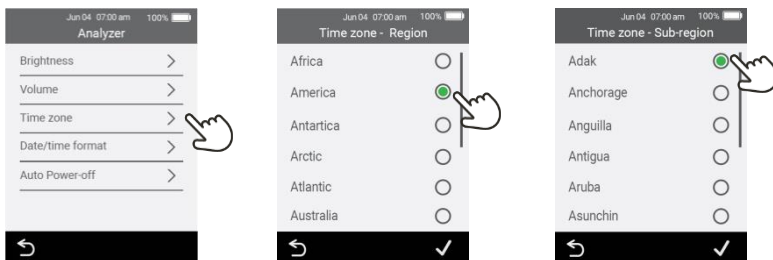 Jun 04 07:00 am 100%
Analyzer
Brightness
Volume
Time zone
Date/time format
Auto Power-off
Jun 04 07:00 am 100%
Time zone - Region
Africa
America
Antartica
Arctic
Atlantic
Australia
Jun 04 07:00 am 100%
Time zone - Sub-region
Adak
Anchorage
Anguilla
Antigua
Aruba
Asunchin